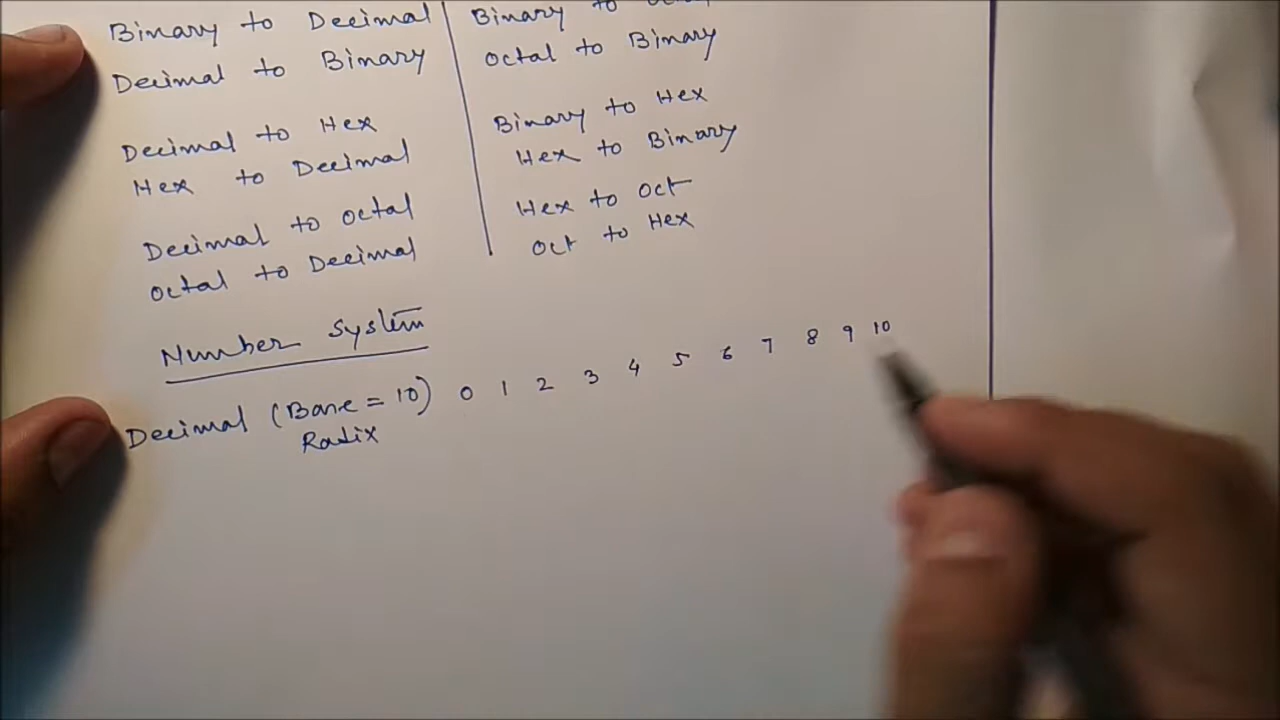 Binary to Decimal
Decimal to Binary
Decimal to Hex
Hex to Decimal
Decimal to Octal
Octal to Decimal
Binary to
Octal to Binary
Binary to Hex
Hex to Binary
Hex to Oct
Oct to Hex
Number System
Decimal (Base = 10) 0 1 2 3 4 5 6 7 8 9 10
Radix